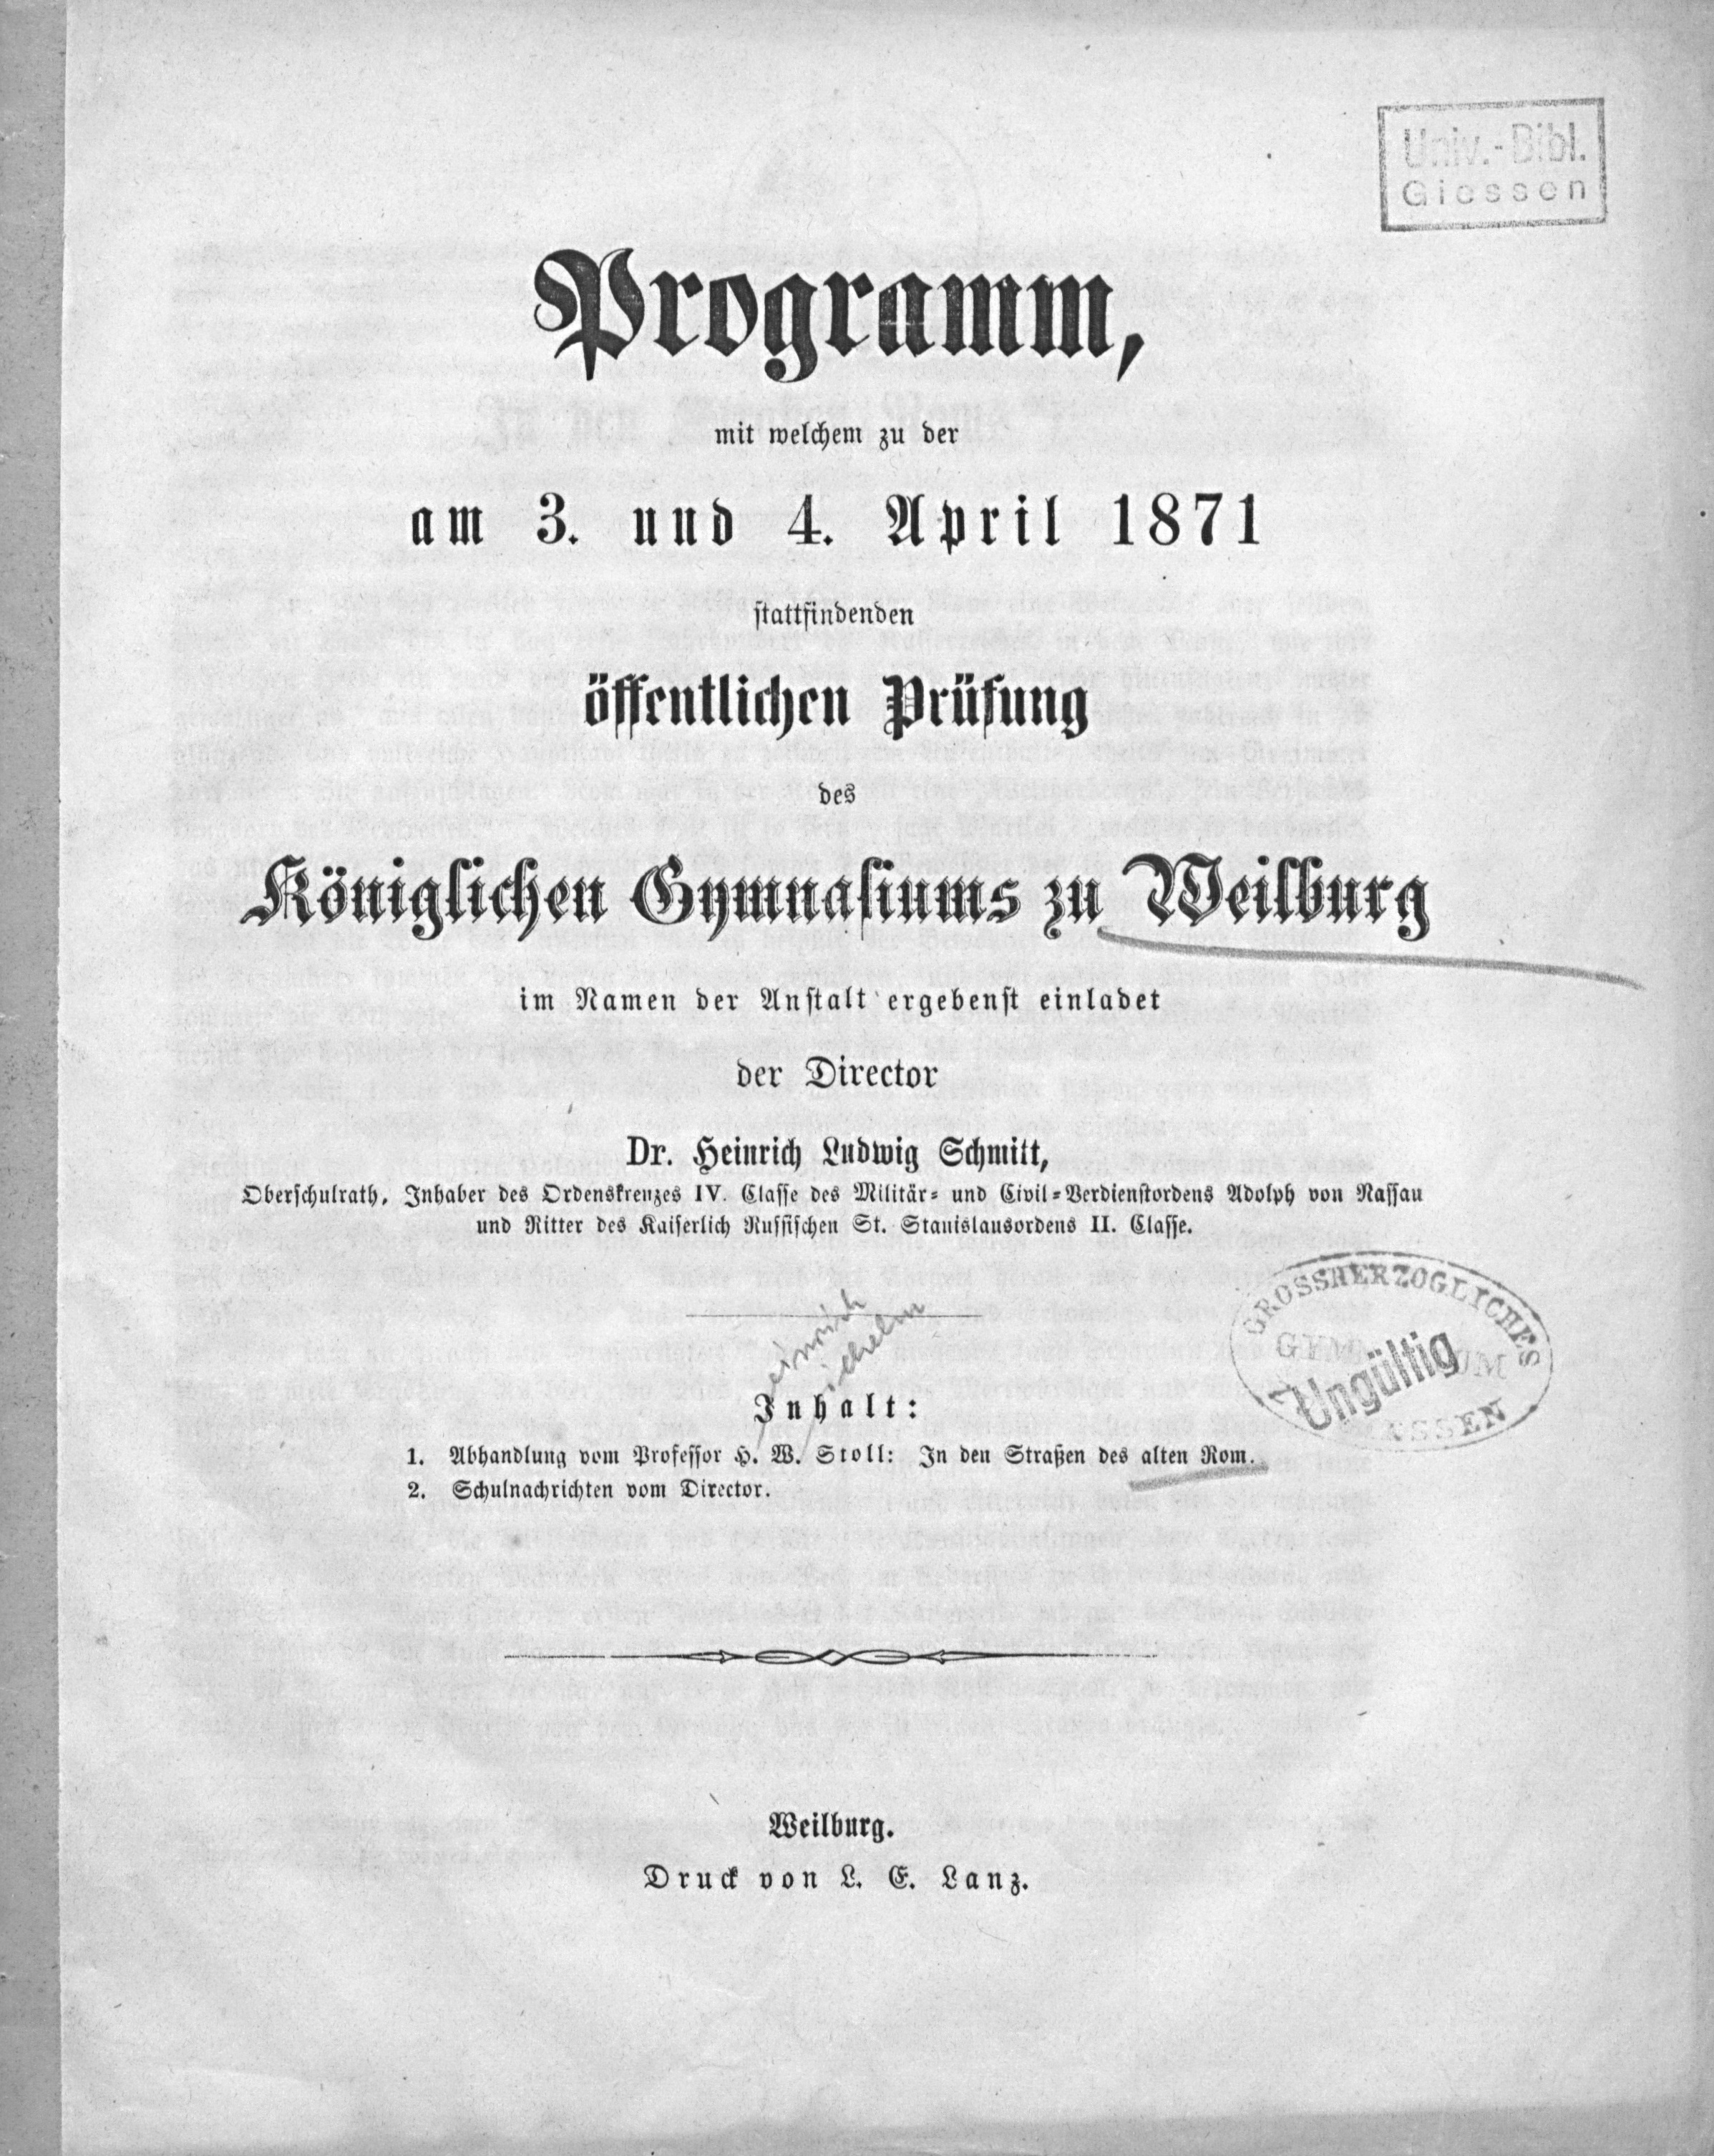 Univ.-Bibl.
Giessen
Programm,
mit welchem zu der
am 3. und 4. April 1871
stattfindenden
öffentlichen Prüfung
des
Königlichen Gymnasiums zu Weilburg
im Namen der Anstalt ergebenst einladet
der Director
Dr. Heinrich Ludwig Schmitt,
Oberschulrath, Inhaber des Ordenskreuzes IV. Classe des Militär- und Civil-Verdienstordens Adolph von Nassau
und Ritter des Kaiserlich Russischen St. Stanislausordens II. Classe.
GROSSHERZOGLICHES
Ungültig
einrich
ilhelm
Inhalt:
1. Abhandlung vom Professor H. W. Stoll: In den Straßen des alten Rom.
2. Schulnachrichten vom Director.
Weilburg.
Druck von L. E. Lanz.